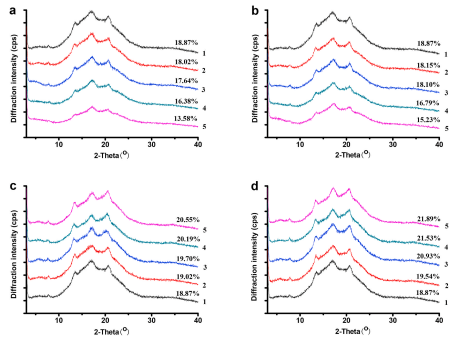 a
Diffraction intensity (cps)
18.87%
1
18.02%
2
17.64%
3
16.38%
4
13.58%
5
10 20 30 40
2-Theta(O)
b
Diffraction intensity (cps)
18.87%
1
18.15%
2
18.10%
3
16.79%
4
15.23%
5
10 20 30 40
2-Theta(O)
c
Diffraction intensity (cps)
20.55%
5
20.19%
4
19.70%
3
19.02%
2
18.87%
1
10 20 30 40
2-Theta(O)
d
Diffraction intensity (cps)
21.89%
5
21.53%
4
20.93%
3
19.54%
2
18.87%
1
10 20 30 40
2-Theta(O)